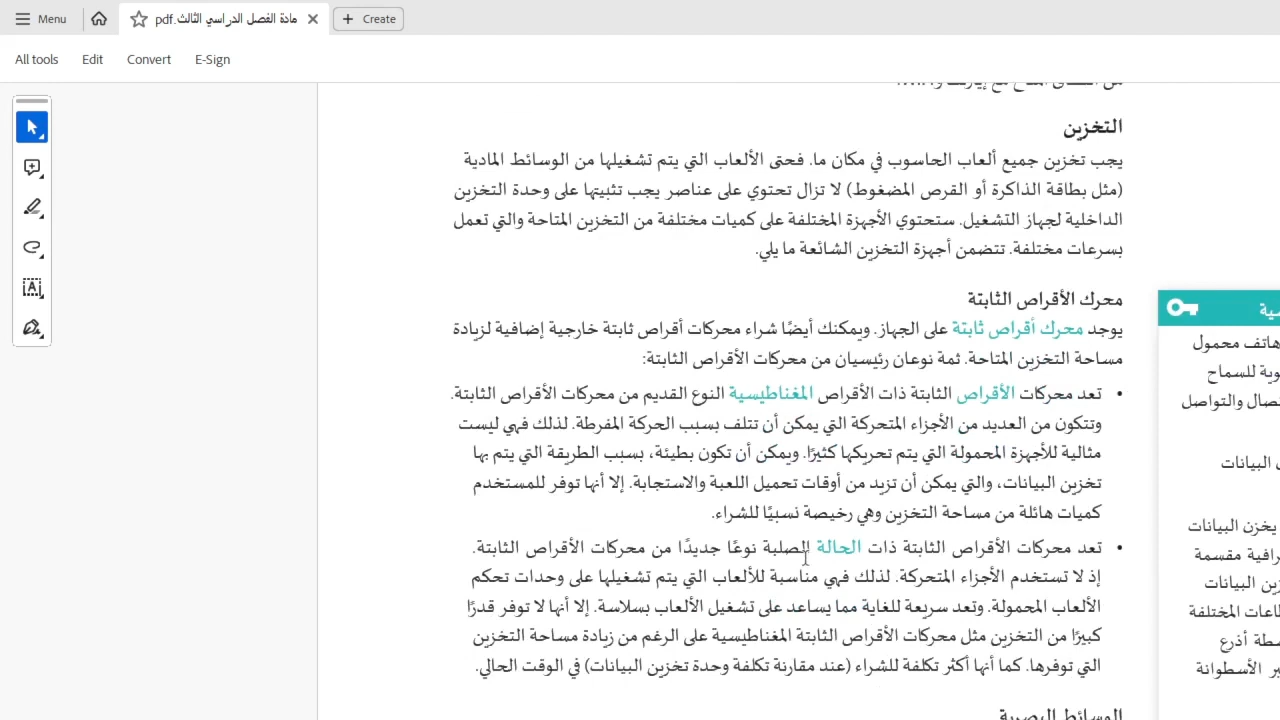 Menu
مادة الفصل الدراسي الثالث.pdf
Create
All tools Edit Convert E-Sign
التخزين
يجب تخزين جميع ألعاب الحاسوب في مكان ما. فحتى الألعاب التي يتم تشغيلها من الوسائط المادية
(مثل بطاقة الذاكرة أو القرص المضغوط) لا تزال تحتوي على عناصر يجب تثبيتها على وحدة التخزين
الداخلية لجهاز التشغيل. ستحتوي الأجهزة المختلفة على كميات مختلفة من التخزين المتاحة والتي تعمل
بسرعات مختلفة. تتضمن أجهزة التخزين الشائعة ما يلي.
محرك الأقراص الثابتة
يوجد محرك أقراص ثابتة على الجهاز. ويمكنك أيضًا شراء محركات أقراص ثابتة خارجية إضافية لزيادة
مساحة التخزين المتاحة. ثمة نوعان رئيسيان من محركات الأقراص الثابتة:
• تعد محركات الأقراص الثابتة ذات الأقراص المغناطيسية النوع القديم من محركات الأقراص الثابتة.
وتتكون من العديد من الأجزاء المتحركة التي يمكن أن تتلف بسبب الحركة المفرطة. لذلك فهي ليست
مثالية للأجهزة المحمولة التي يتم تحريكها كثيرًا. ويمكن أن تكون بطيئة، بسبب الطريقة التي يتم بها
تخزين البيانات، والتي يمكن أن تزيد من أوقات تحميل اللعبة والاستجابة. إلا أنها توفر للمستخدم
كميات هائلة من مساحة التخزين وهي رخيصة نسبيًا للشراء.
• تعد محركات الأقراص الثابتة ذات الحالة الصلبة نوعًا جديدًا من محركات الأقراص الثابتة.
إذ لا تستخدم الأجزاء المتحركة. لذلك فهي مناسبة للألعاب التي يتم تشغيلها على وحدات تحكم
الألعاب المحمولة. وتعد سريعة للغاية مما يساعد على تشغيل الألعاب بسلاسة. إلا أنها لا توفر قدرًا
كبيرًا من التخزين مثل محركات الأقراص الثابتة المغناطيسية على الرغم من زيادة مساحة التخزين
التي توفرها. كما أنها أكثر تكلفة للشراء (عند مقارنة تكلفة وحدة تخزين البيانات) في الوقت الحالي.
الوسائط البصرية
هاتف محمول
للسماح
والتواصل
البيانات
يخزن البيانات
مقسمة
البيانات
المختلفة
أذرع
الأسطوانة